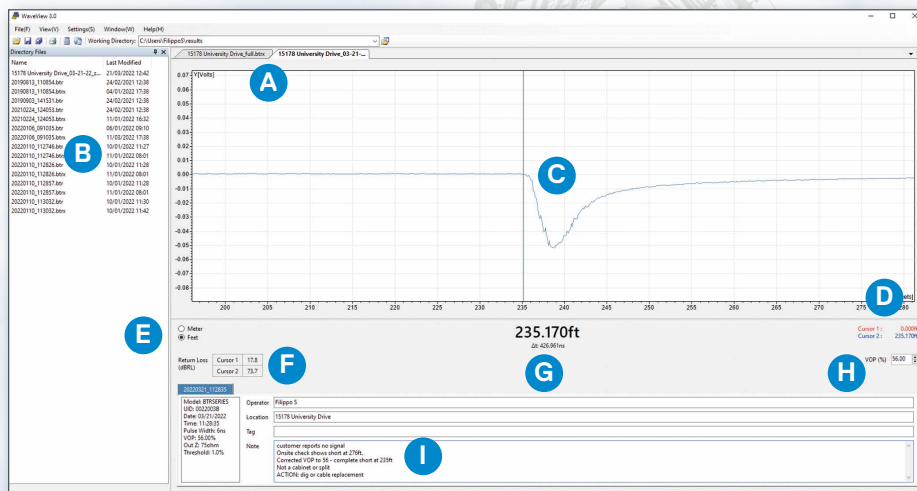 WaveView 3.0
File(F) View(V) Settings(S) Window(W) Help(H)
Working Directory: C:\Users\FilippoS\results
Directory Files
Name Last Modified
15178 University Drive_03-21-22_s... 21/03/2022 12:42
20190813_110854.btr 24/02/2021 12:38
20190813_110854.btrx 04/01/2022 17:38
20190903_141531.btr 24/02/2021 12:38
20210224_124053.btr 24/02/2021 12:38
20210224_124053.btrx 11/01/2022 16:32
20220106_091035.btr 06/01/2022 09:10
20220106_091035.btrx 11/03/2022 17:38
20220110_112746.btr 10/01/2022 11:27
20220110_112746.btrx 11/01/2022 08:01
20220110_112826.btr 10/01/2022 11:28
20220110_112826.btrx 11/01/2022 08:01
20220110_112857.btr 10/01/2022 11:28
20220110_112857.btrx 11/01/2022 08:01
20220110_113032.btr 10/01/2022 11:30
20220110_113032.btrx 10/01/2022 11:42
B
15178 University Drive_full.btrx 15178 University Drive_03-21-...
A
Y[Volts]
0.07
0.06
0.05
0.04
0.03
0.02
0.01
0.00
-0.01
-0.02
-0.03
-0.04
-0.05
-0.06
-0.07
-0.08
C
D
200 205 210 215 220 225 230 235 240 245 250 255 260 265 270 275 280
E
Meter
Feet
235.170ft
Δt: 426.961ns
Cursor 1: 0.000ft
Cursor 2: 235.170ft
Return Loss (dBRL)
Cursor 1 17.8
Cursor 2 73.7
F
G
H
VOP (%) 56.00
20220321_112835
Model: BTRSERIES
UID: 00220038
Date: 03/21/2022
Time: 11:28:35
Pulse Width: 6ns
VOP: 56.00%
Out Z: 75ohm
Threshold: 1.0%
Operator Filippo S
Location 15178 University Drive
Tag
Note
customer reports no signal
Onsite check shows short at 276ft.
Corrected VOP to 56 - complete short at 235ft
Not a cabinet or split
ACTION: dig or cable replacement
I